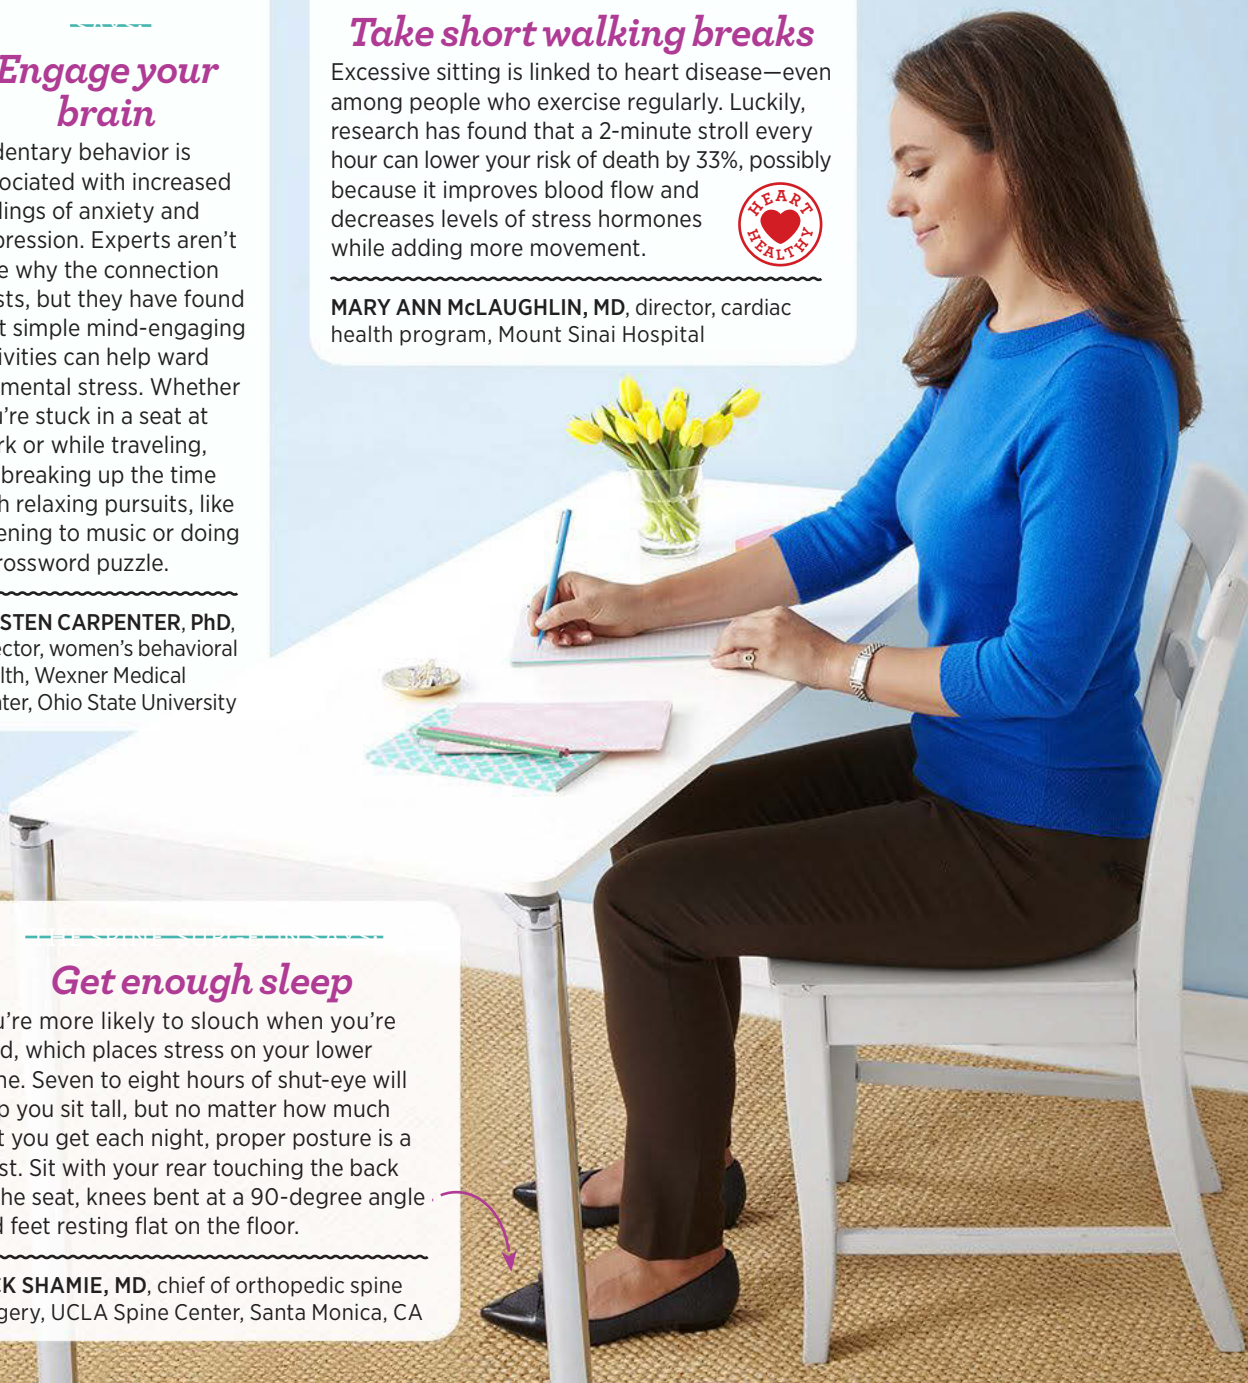 SAYS:
Engage your
brain
dentary behavior is
ociated with increased
lings of anxiety and
pression. Experts aren’t
e why the connection
sts, but they have found
t simple mind-engaging
ivities can help ward
mental stress. Whether
u’re stuck in a seat at
rk or while traveling,
breaking up the time
h relaxing pursuits, like
ening to music or doing
rossword puzzle.
STEN CARPENTER, PhD,
ector, women’s behavioral
lth, Wexner Medical
nter, Ohio State University
Take short walking breaks
Excessive sitting is linked to heart disease—even
among people who exercise regularly. Luckily,
research has found that a 2-minute stroll every
hour can lower your risk of death by 33%, possibly
because it improves blood flow and
decreases levels of stress hormones
while adding more movement.
HEART
HEALTHY
MARY ANN McLAUGHLIN, MD, director, cardiac
health program, Mount Sinai Hospital
THE SPINE SURGEON SAYS:
Get enough sleep
u’re more likely to slouch when you’re
d, which places stress on your lower
ne. Seven to eight hours of shut-eye will
p you sit tall, but no matter how much
t you get each night, proper posture is a
st. Sit with your rear touching the back
he seat, knees bent at a 90-degree angle
d feet resting flat on the floor.
CK SHAMIE, MD, chief of orthopedic spine
gery, UCLA Spine Center, Santa Monica, CA